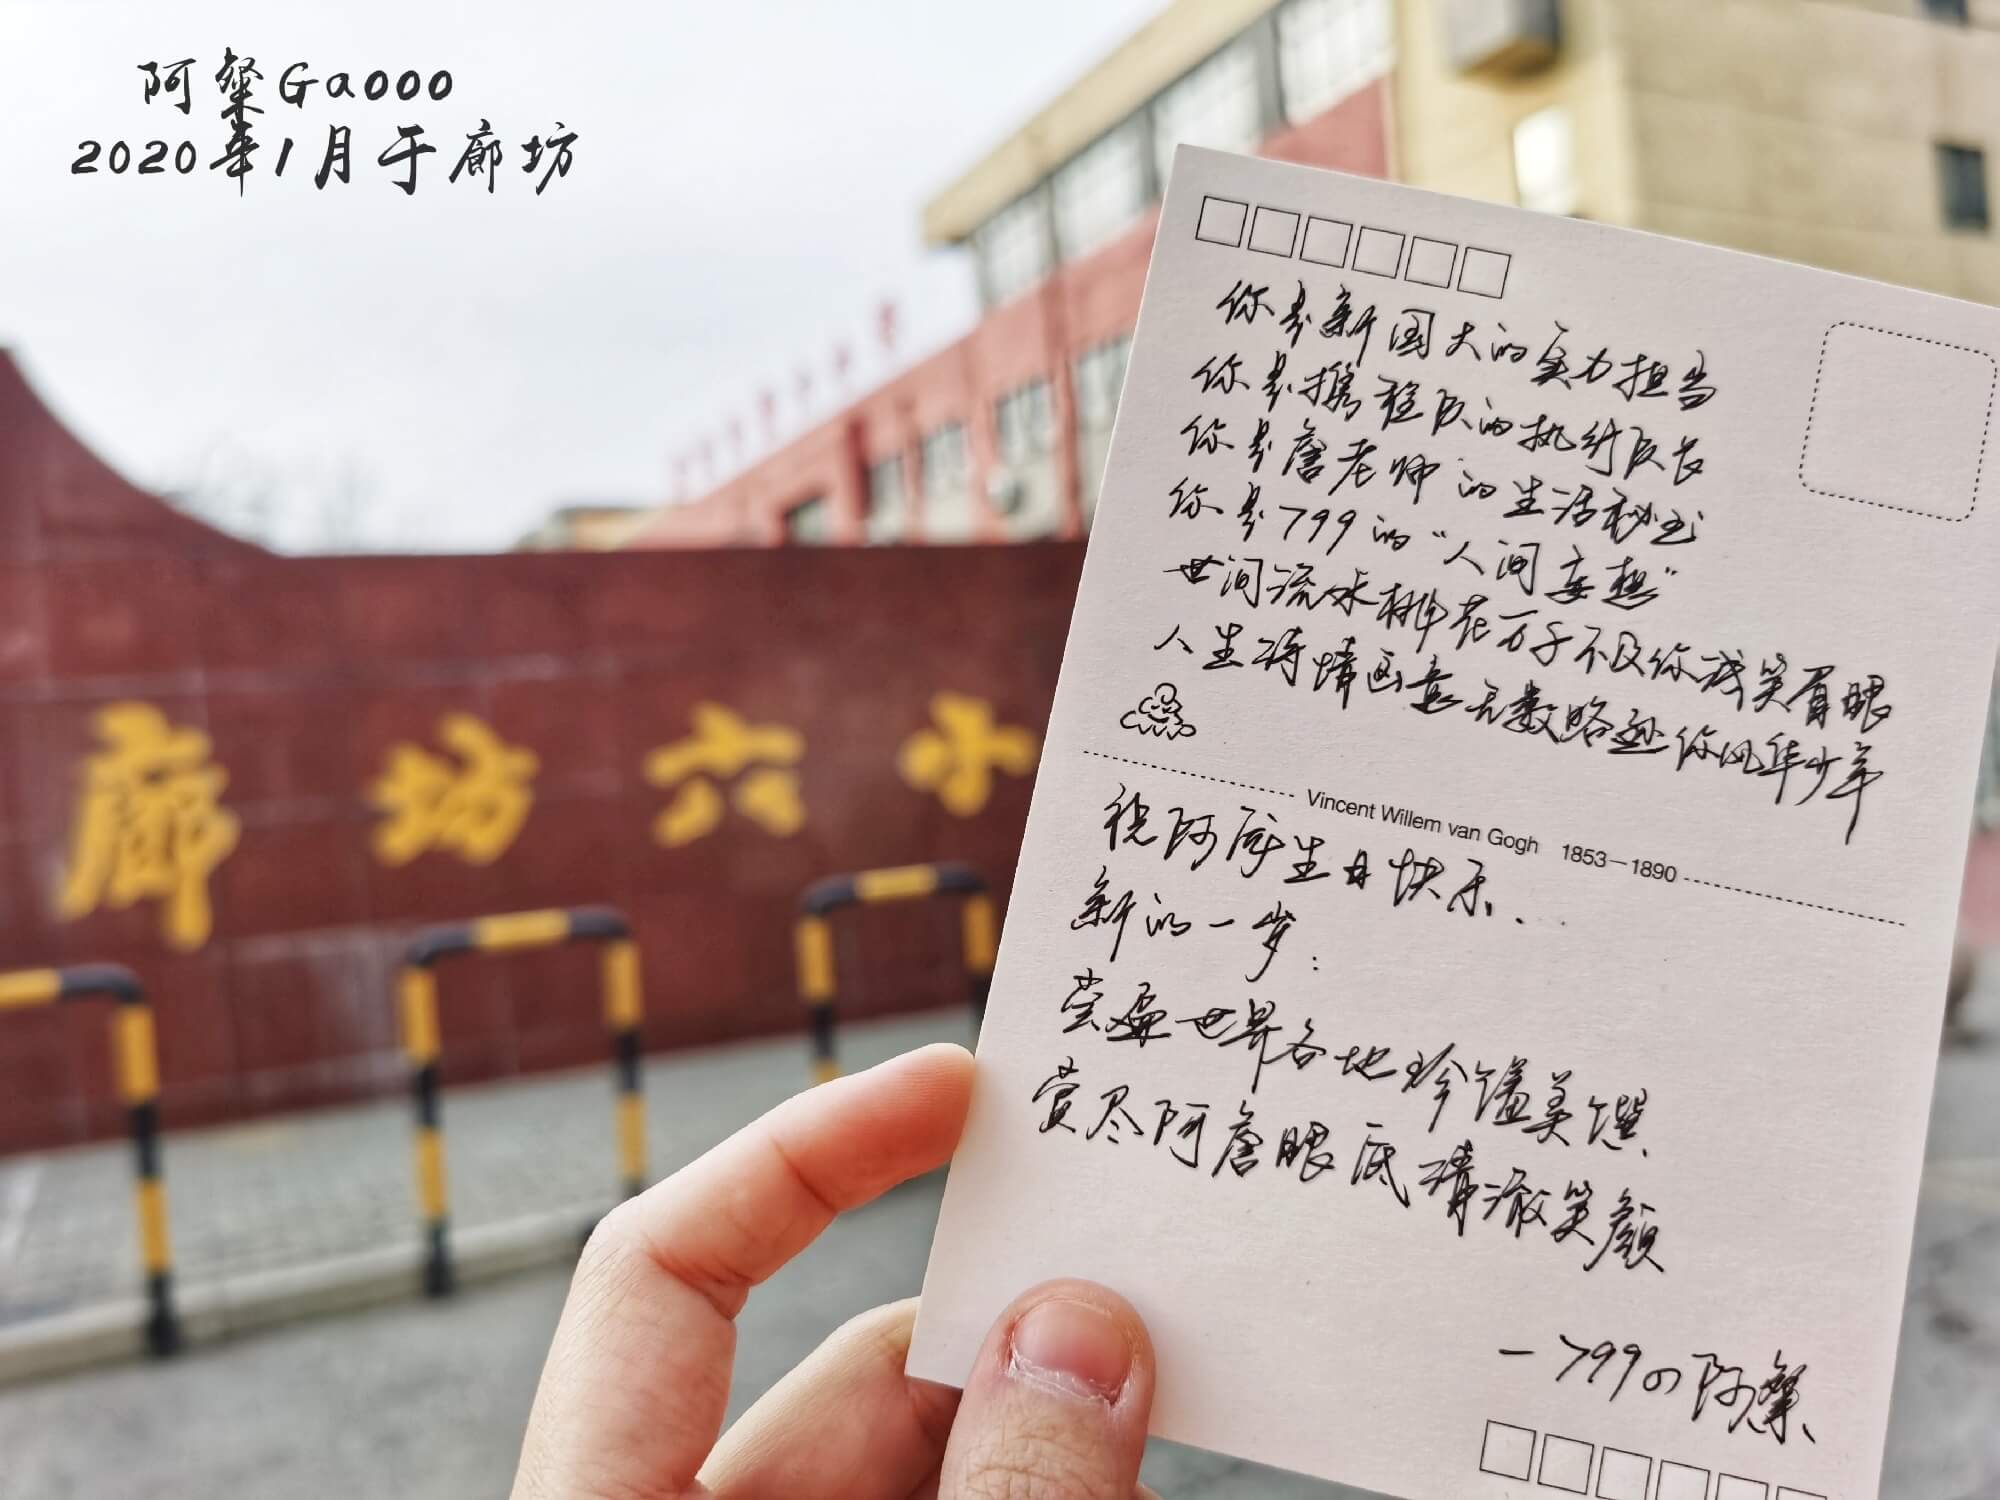 阿粲Gaooo
2020年1月于廊坊
廊坊六小
你是新国大的实力担当
你是携程队的执行队长
你是詹老师的生活秘书
你是799的“人间妄想”
世间流水桃花万千不及你浅笑眉眼
人生诗情画意无数略逊你风华少年
Vincent Willem van Gogh 1853—1890
祝阿庞生日快乐..
新的一岁:
尝遍世界各地珍馐美馔、
赏尽阿詹眼底清澈笑颜
—799の阿粲、